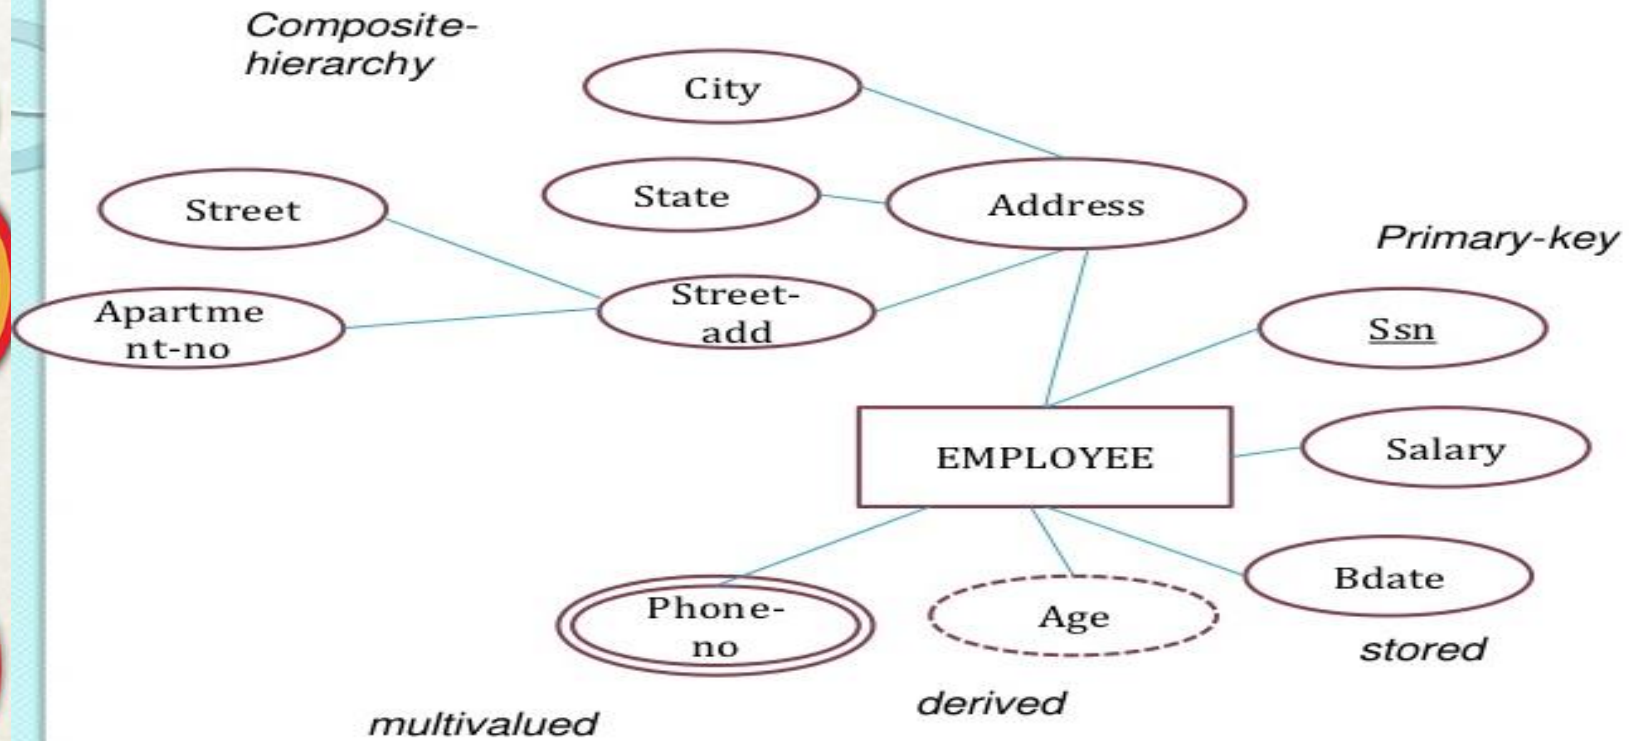 Composite-
hierarchy
City
State
Address
Street
Primary-key
Apartme
nt-no
Street-
add
Ssn
EMPLOYEE
Salary
Phone-
no
Age
Bdate
stored
derived
multivalued